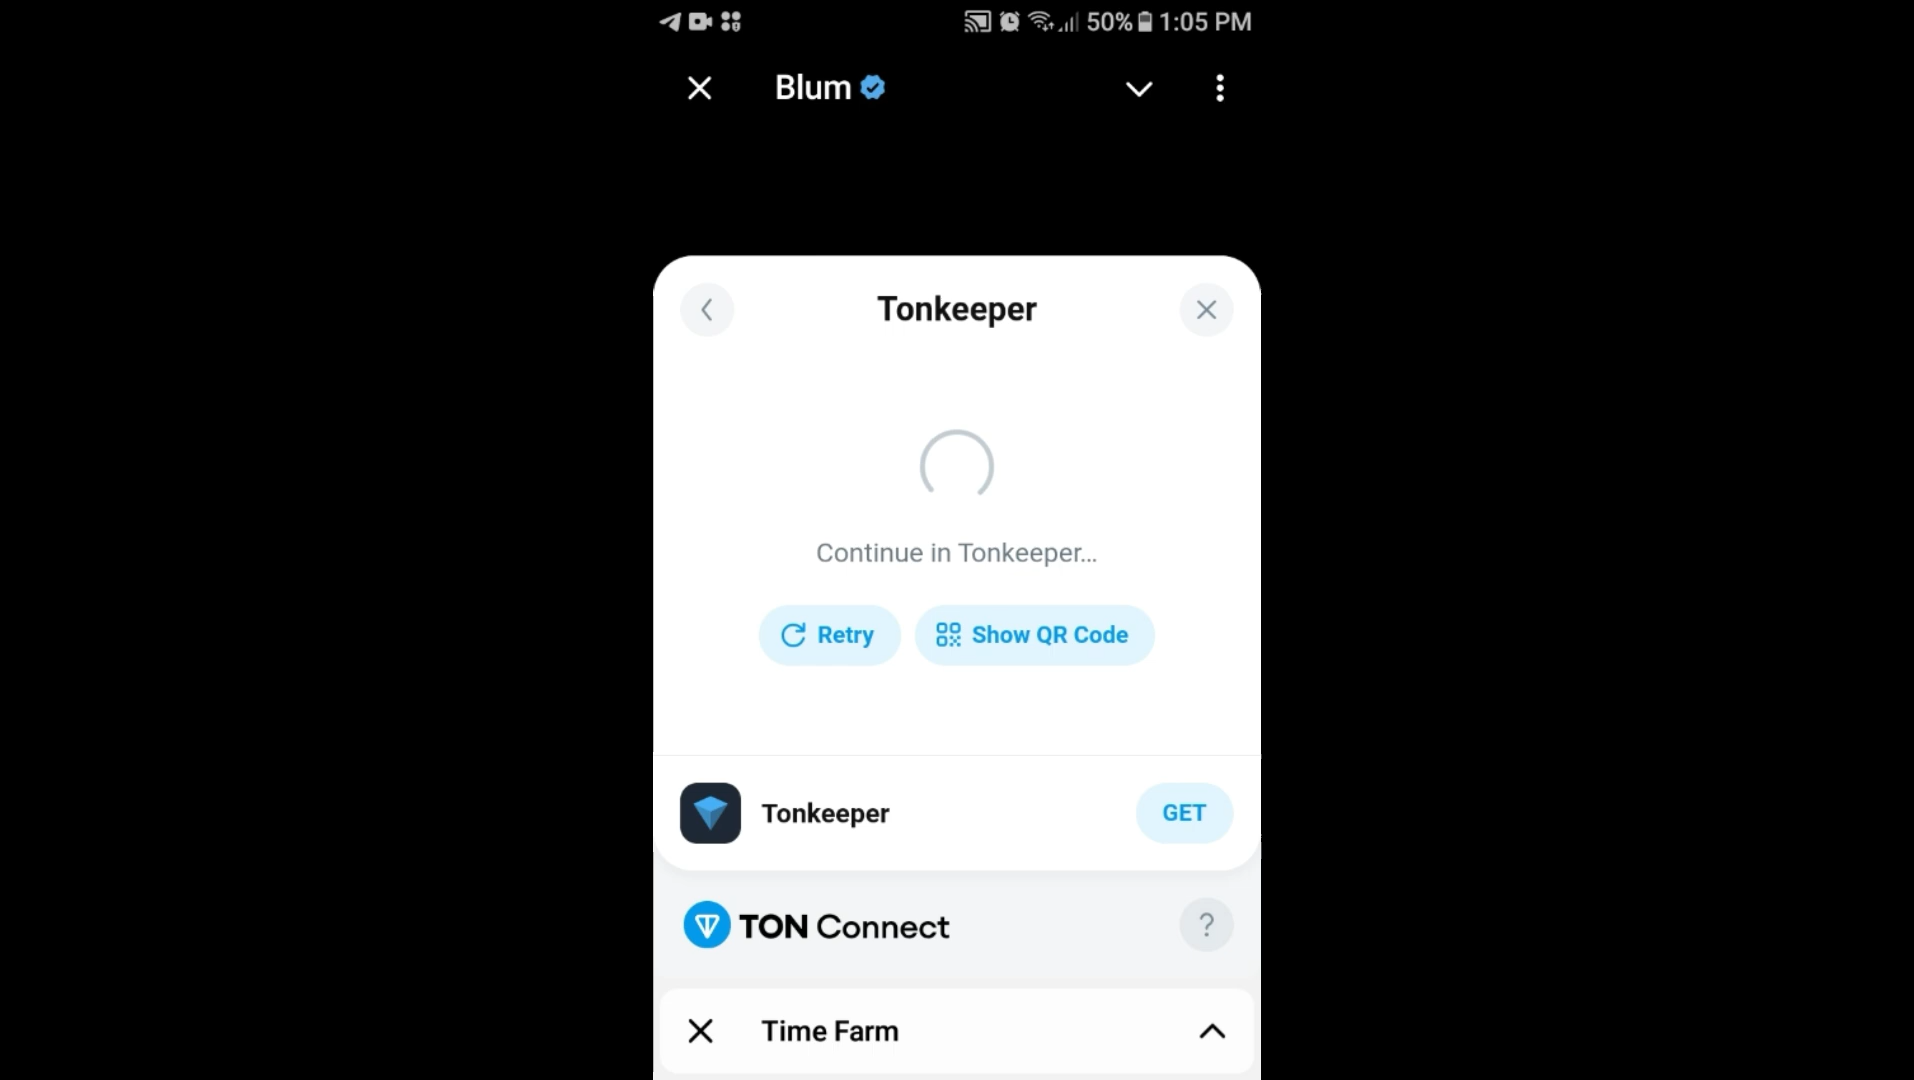 50% 1:05 PM
Blum
Tonkeeper
Continue in Tonkeeper...
Retry Show QR Code
Tonkeeper GET
TON Connect ?
Time Farm